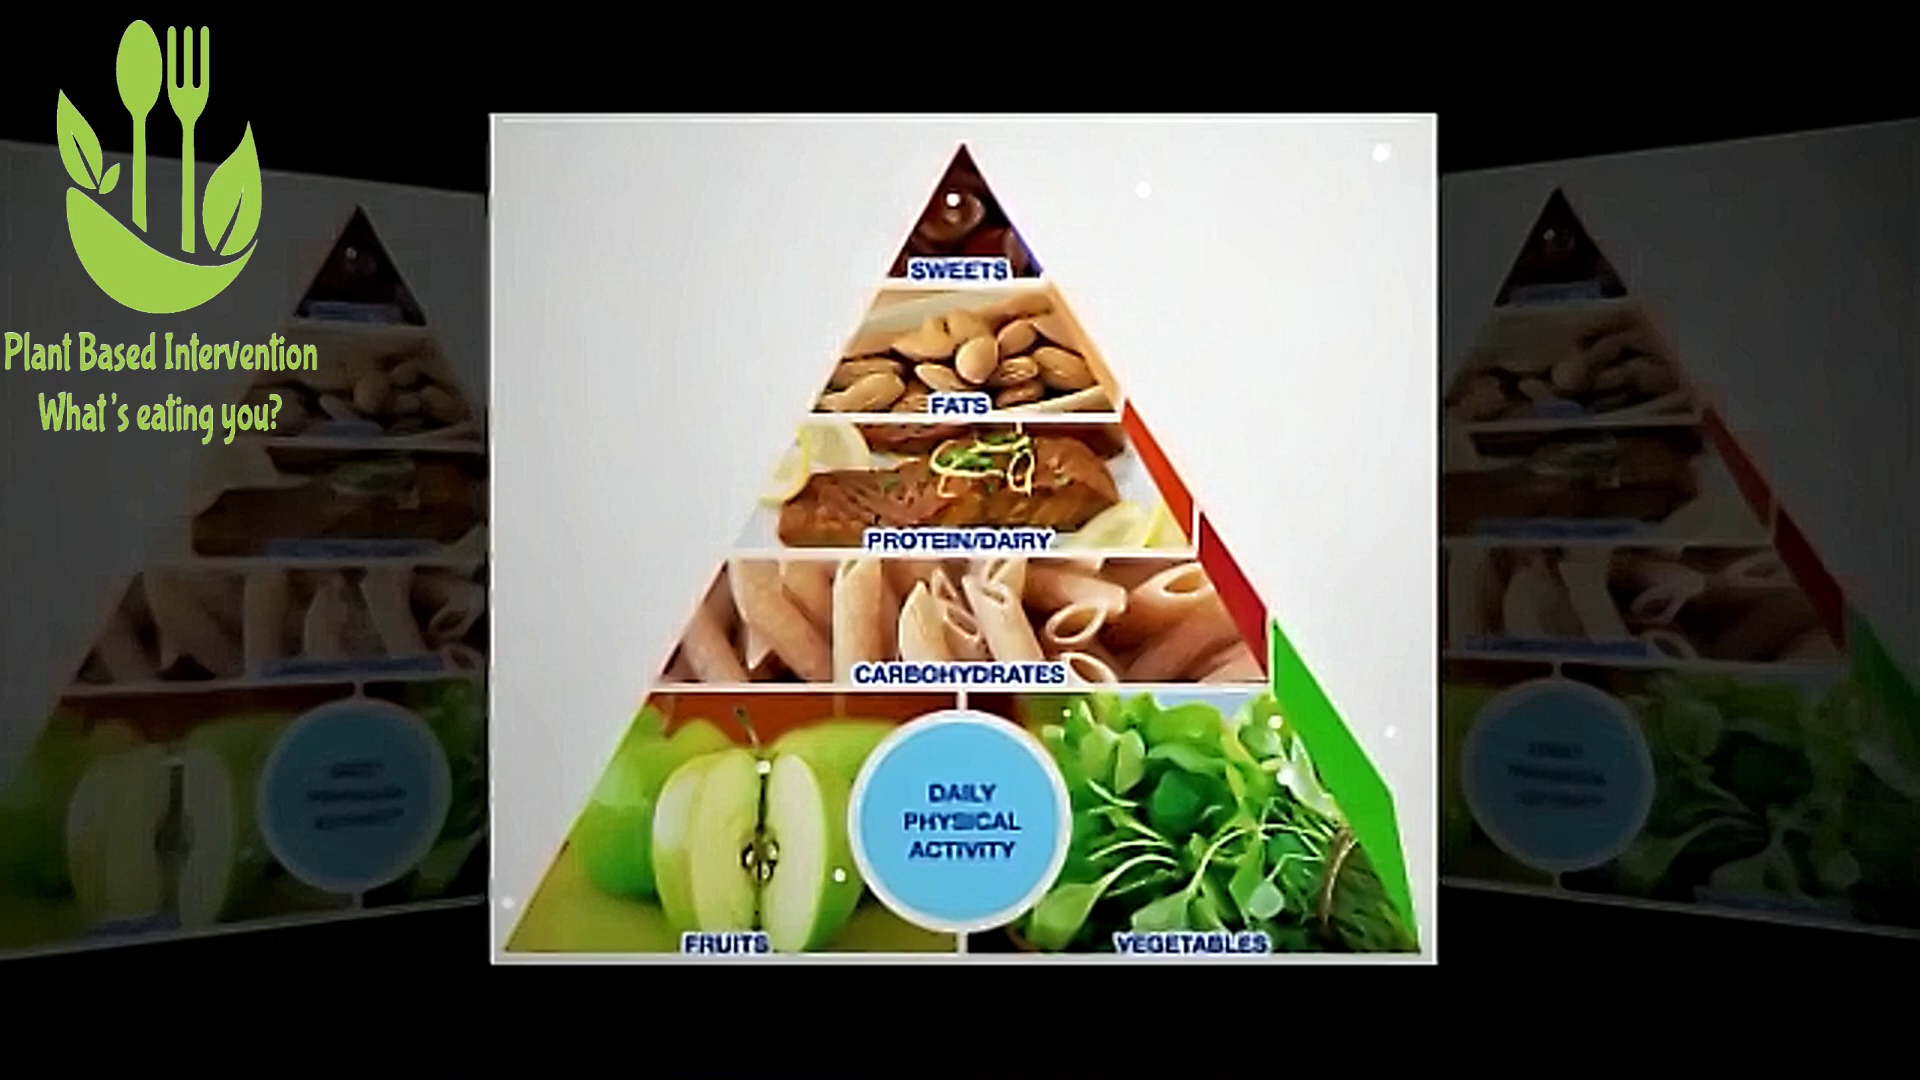 Plant Based Intervention
What's eating you?
SWEETS
FATS
PROTEIN/DAIRY
CARBOHYDRATES
DAILY
PHYSICAL
ACTIVITY
FRUITS
VEGETABLES